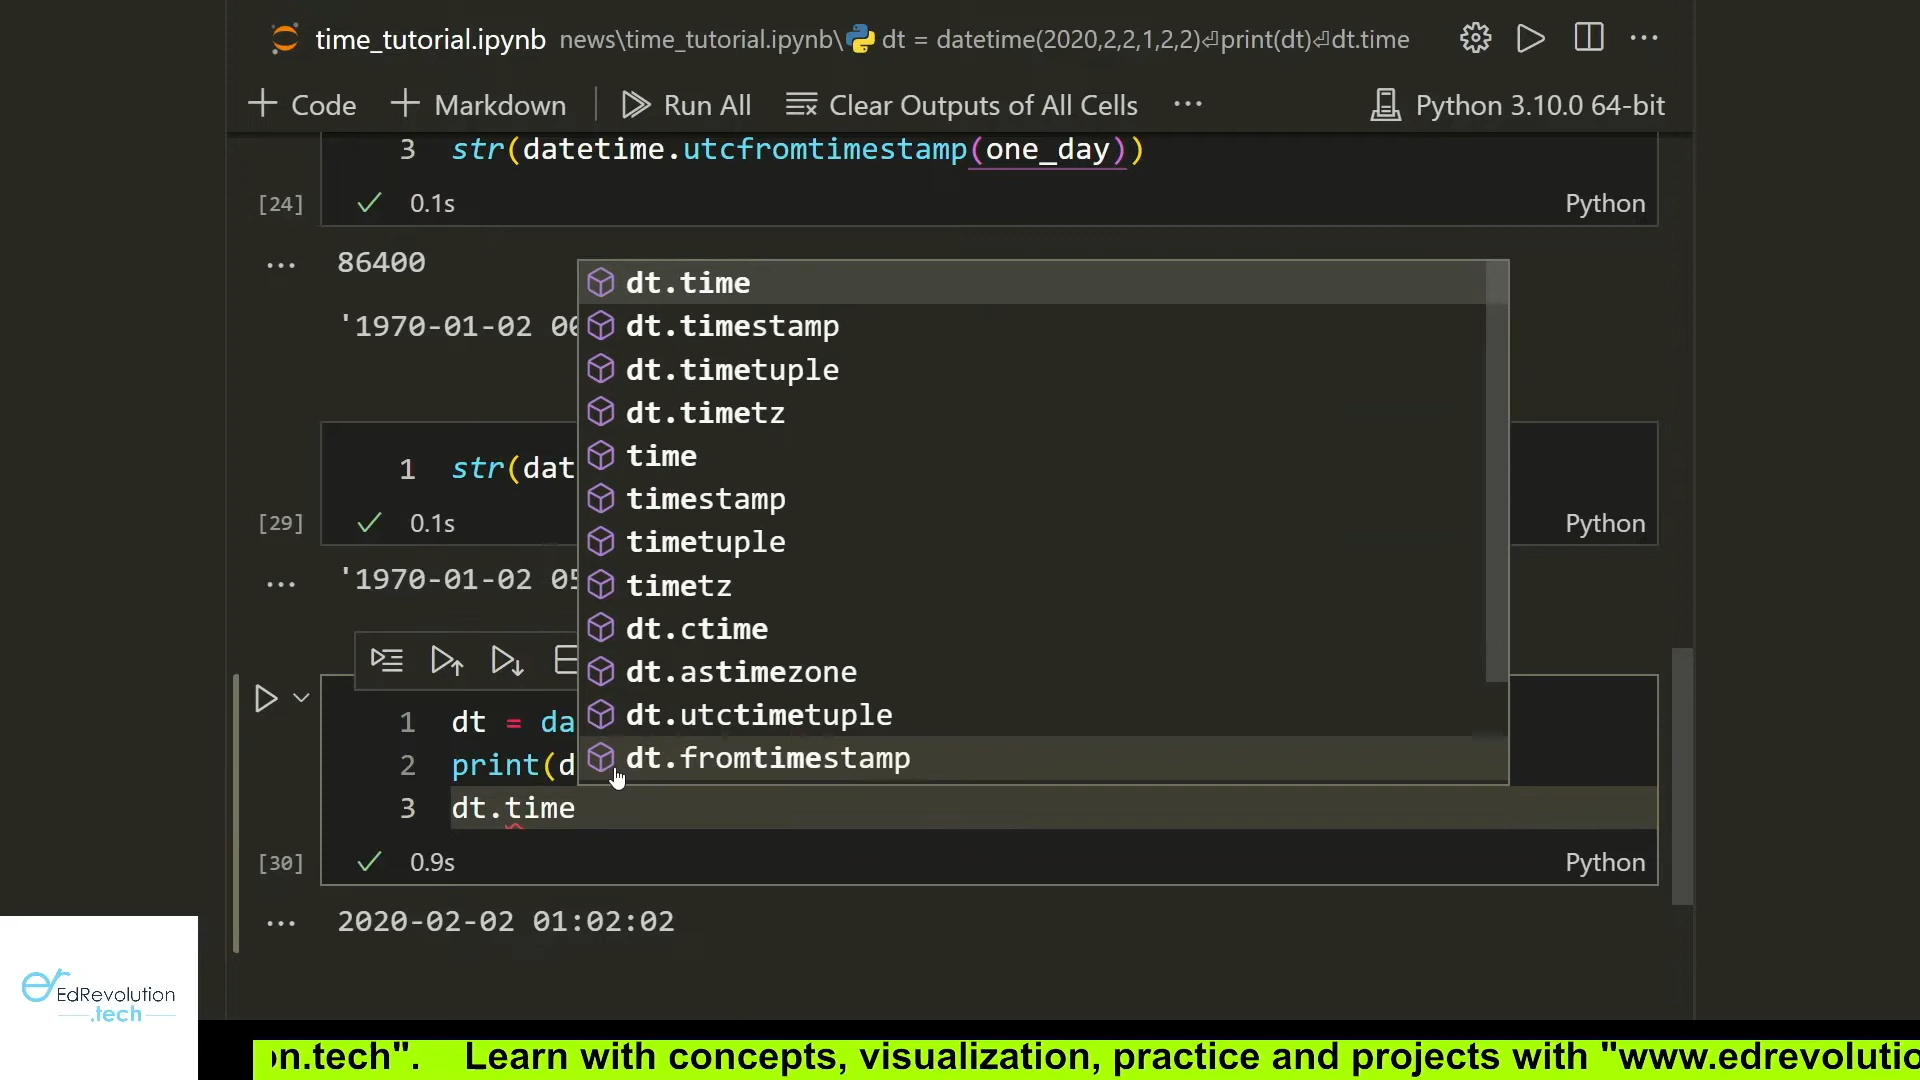 time_tutorial.ipynb news\time_tutorial.ipynb\ dt = datetime(2020,2,2,1,2,2)⏎print(dt)⏎dt.time
Code Markdown Run All Clear Outputs of All Cells ··· Python 3.10.0 64-bit
3 str(datetime.utcfromtimestamp(one_day))
[24] 0.1s Python
... 86400
'1970-01-02 00
1 str(dat
[29] 0.1s Python
... '1970-01-02 05
dt.time
dt.timestamp
dt.timetuple
dt.timetz
time
timestamp
timetuple
timetz
dt.ctime
dt.astimezone
dt.utctimetuple
dt.fromtimestamp
1 dt = da
2 print(d
3 dt.time
[30] 0.9s Python
... 2020-02-02 01:02:02
EdRevolution
.tech
on.tech". Learn with concepts, visualization, practice and projects with "www.edrevolutio